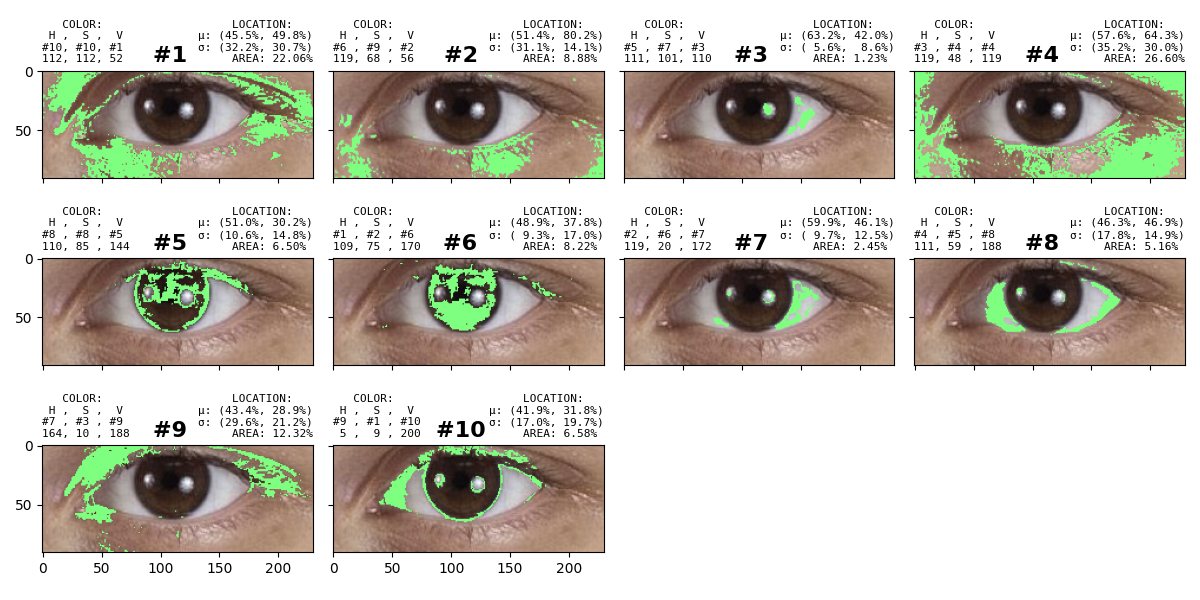 COLOR: LOCATION:
H , S , V μ: (45.5%, 49.8%)
#10, #10, #1 σ: (32.2%, 30.7%)
112, 112, 52 #1 AREA: 22.06%
COLOR: LOCATION:
H , S , V μ: (51.4%, 80.2%)
#6 , #9 , #2 σ: (31.1%, 14.1%)
119, 68 , 56 #2 AREA: 8.88%
COLOR: LOCATION:
H , S , V μ: (63.2%, 42.0%)
#5 , #7 , #3 σ: ( 5.6%, 8.6%)
111, 101, 110 #3 AREA: 1.23%
COLOR: LOCATION:
H , S , V μ: (57.6%, 64.3%)
#3 , #4 , #4 σ: (35.2%, 30.0%)
119, 48 , 119 #4 AREA: 26.60%
0
50
COLOR: LOCATION:
H , S , V μ: (51.0%, 30.2%)
#8 , #8 , #5 σ: (10.6%, 14.8%)
110, 85 , 144 #5 AREA: 6.50%
COLOR: LOCATION:
H , S , V μ: (48.9%, 37.8%)
#1 , #2 , #6 σ: ( 9.3%, 17.0%)
109, 75 , 170 #6 AREA: 8.22%
COLOR: LOCATION:
H , S , V μ: (59.9%, 46.1%)
#2 , #6 , #7 σ: ( 9.7%, 12.5%)
119, 20 , 172 #7 AREA: 2.45%
COLOR: LOCATION:
H , S , V μ: (46.3%, 46.9%)
#4 , #5 , #8 σ: (17.8%, 14.9%)
111, 59 , 188 #8 AREA: 5.16%
0
50
COLOR: LOCATION:
H , S , V μ: (43.4%, 28.9%)
#7 , #3 , #9 σ: (29.6%, 21.2%)
164, 10 , 188 #9 AREA: 12.32%
COLOR: LOCATION:
H , S , V μ: (41.9%, 31.8%)
#9 , #1 , #10 σ: (17.0%, 19.7%)
5 , 9 , 200 #10 AREA: 6.58%
0
50
0 50 100 150 200
0 50 100 150 200